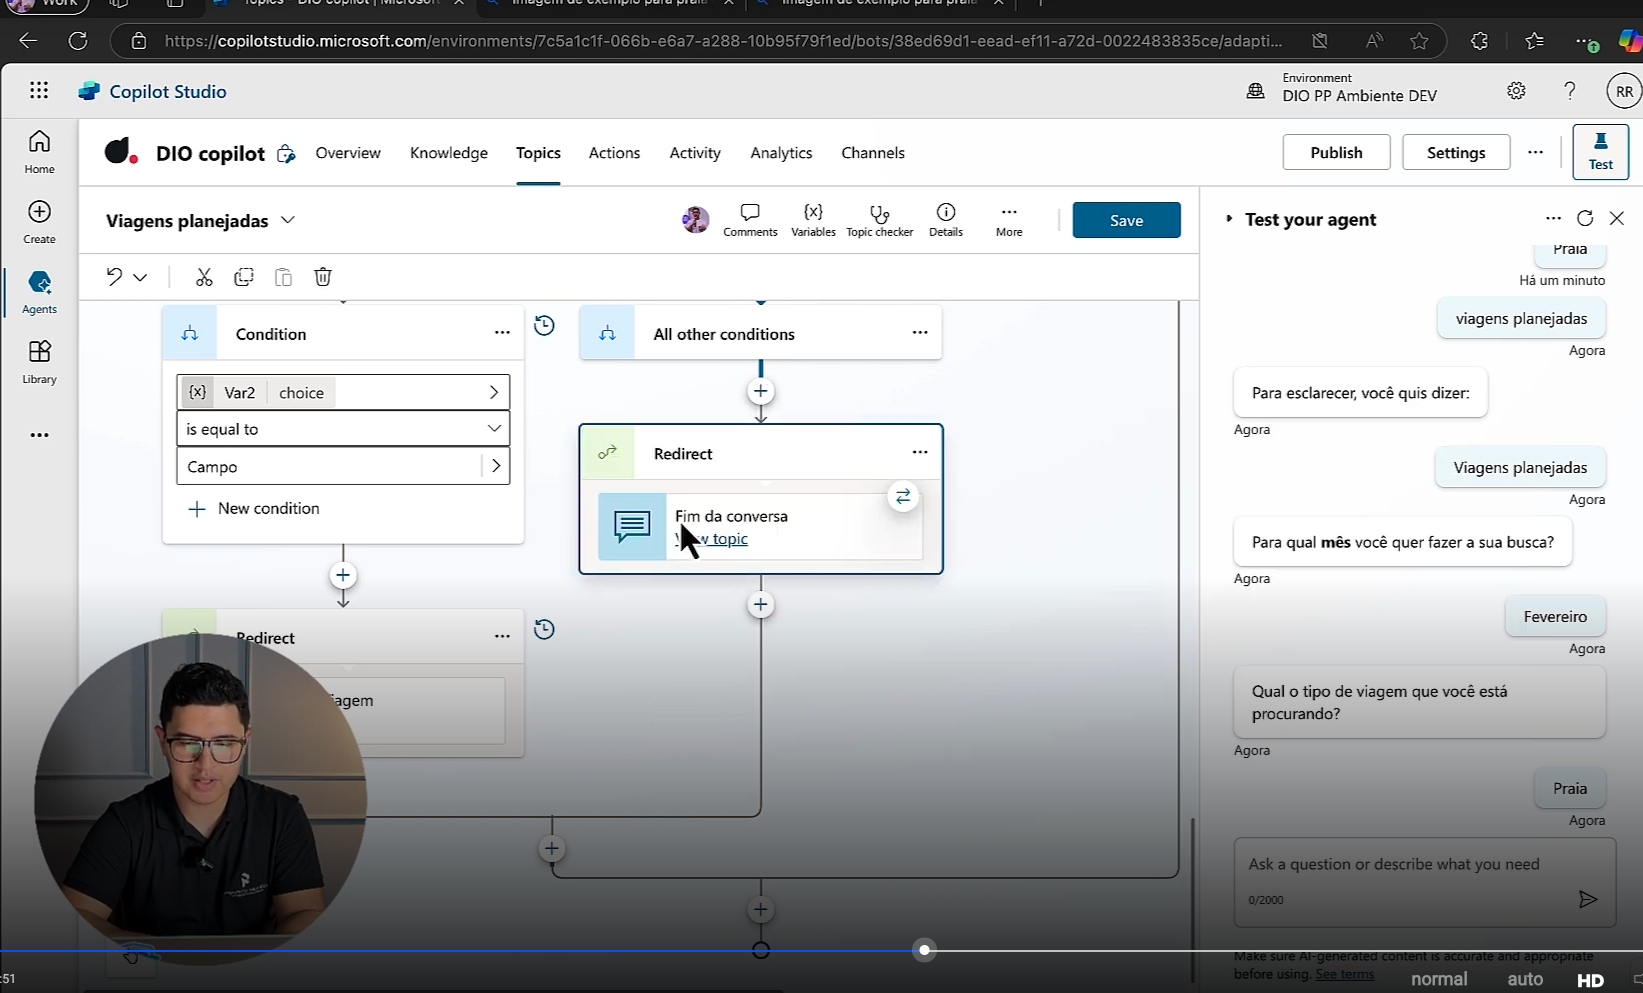 Work
Topics - DIO copilot | Microsoft
Imagem de exemplo para praia
Imagem de exemplo para praia
https://copilotstudio.microsoft.com/environments/7c5a1c1f-066b-e6a7-a288-10b95f79f1ed/bots/38ed69d1-eead-ef11-a72d-0022483835ce/adapti...
Copilot Studio
Environment
DIO PP Ambiente DEV
RR
Home
Create
Agents
Library
DIO copilot
Overview
Knowledge
Topics
Actions
Activity
Analytics
Channels
Publish
Settings
Test
Viagens planejadas
Comments
Variables
Topic checker
Details
More
Save
Condition
{x} Var2 choice
is equal to
Campo
New condition
Redirect
iagem
All other conditions
Redirect
Fim da conversa
topic
Test your agent
Praia
Há um minuto
viagens planejadas
Agora
Para esclarecer, você quis dizer:
Agora
Viagens planejadas
Agora
Para qual mês você quer fazer a sua busca?
Agora
Fevereiro
Agora
Qual o tipo de viagem que você está
procurando?
Agora
Praia
Agora
Ask a question or describe what you need
0/2000
Make sure AI-generated content is accurate and appropriate
before using. See terms
:51
normal
auto
HD